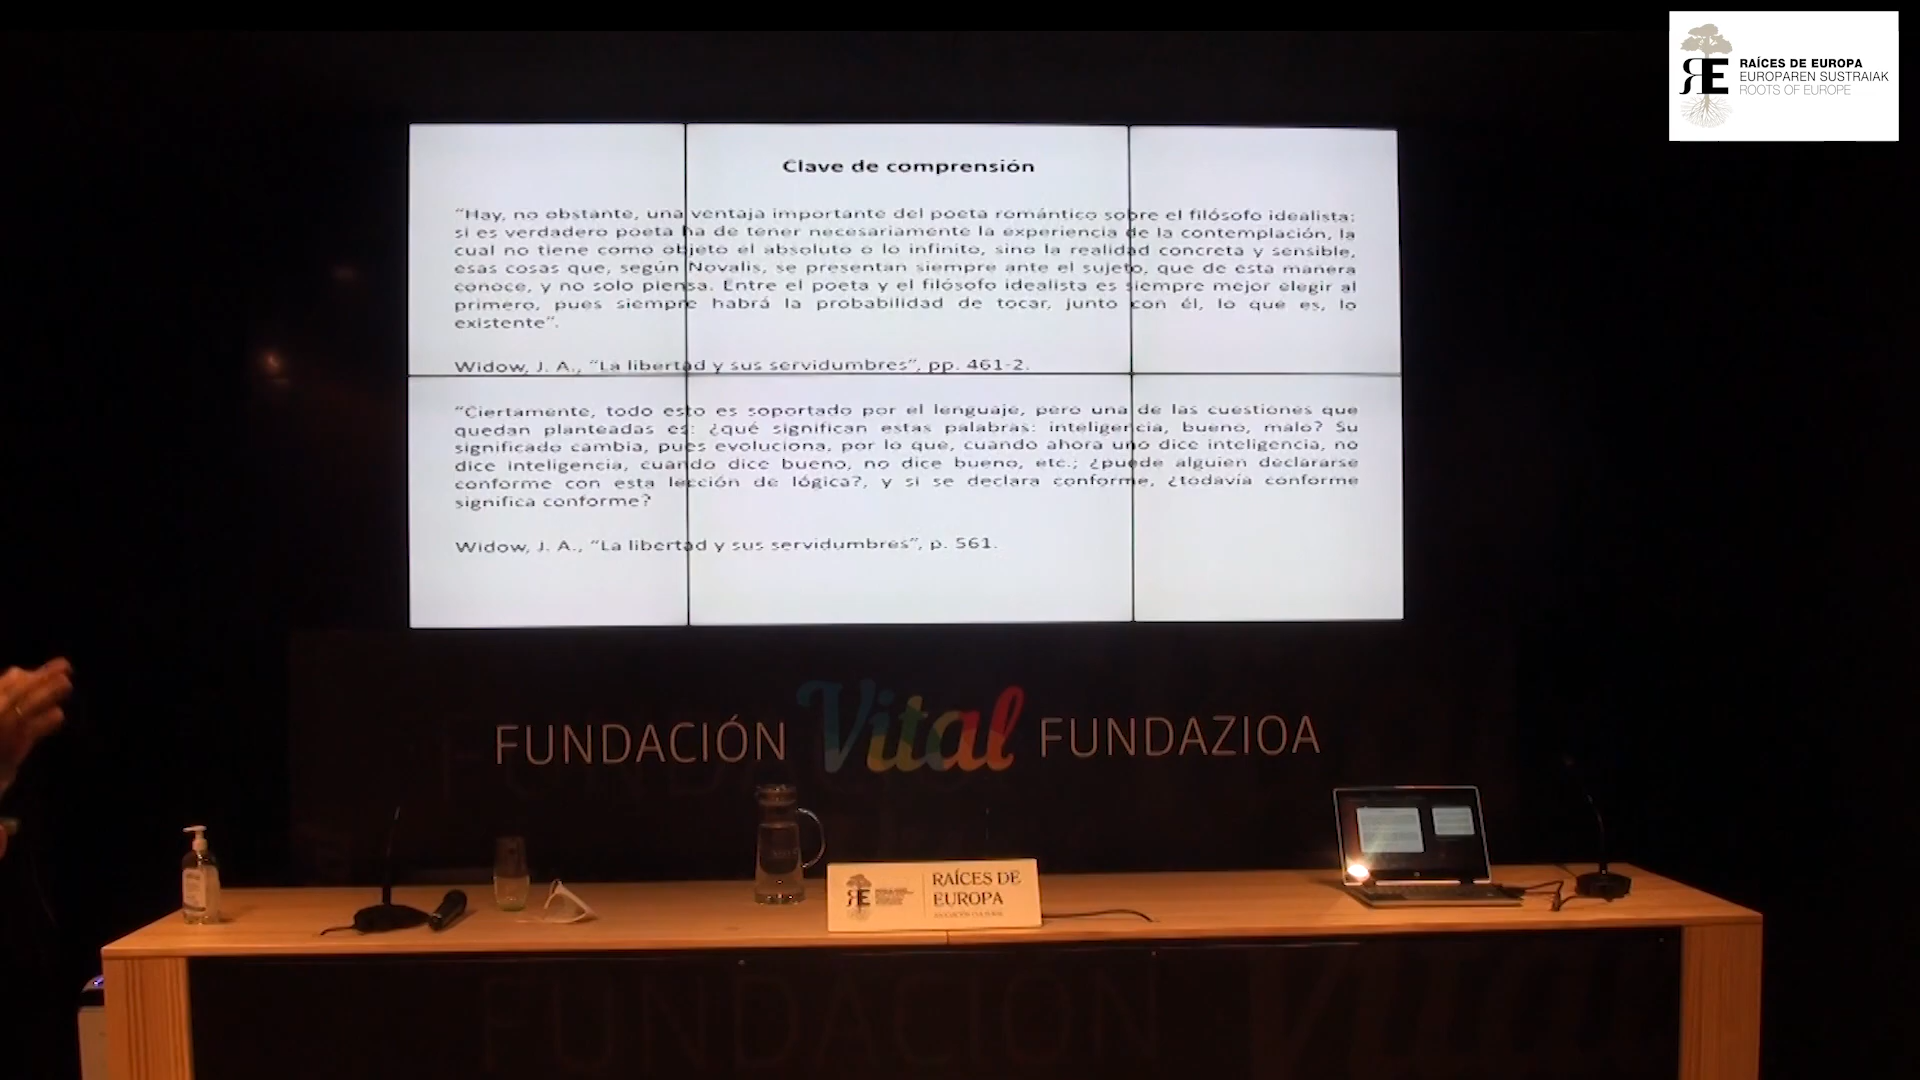 RAÍCES DE EUROPA
EUROPAREN SUSTRAIAK
ROOTS OF EUROPE
Clave de comprensión
“Hay, no obstante, una ventaja importante del poeta romántico sobre el filósofo idealista:
si es verdadero poeta ha de tener necesariamente la experiencia de la contemplación, la
cual no tiene como objeto el absoluto o lo infinito, sino la realidad concreta y sensible,
esas cosas que, según Novalis, se presentan siempre ante el sujeto, que de esta manera
conoce, y no solo piensa. Entre el poeta y el filósofo idealista es siempre mejor elegir al
primero, pues siempre habrá la probabilidad de tocar, junto con él, lo que es, lo
existente”.
Widow, J. A., “La libertad y sus servidumbres”, pp. 461-2.
“Ciertamente, todo esto es soportado por el lenguaje, pero una de las cuestiones que
quedan planteadas es: ¿qué significan estas palabras: inteligencia, bueno, malo? Su
significado cambia, pues evoluciona, por lo que, cuando ahora uno dice inteligencia, no
dice inteligencia, cuando dice bueno, no dice bueno, etc.; ¿puede alguien declararse
conforme con esta lección de lógica?, y si se declara conforme, ¿todavía conforme
significa conforme?
Widow, J. A., “La libertad y sus servidumbres”, p. 561.
FUNDACIÓN Vital FUNDAZIOA
RE
RAÍCES DE
EUROPA
FUNDACIÓN Vital